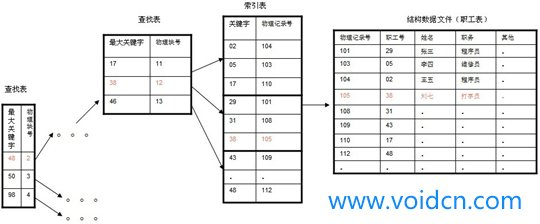 查找表
最大关键字 物理块号
48 2
50 3
98 4
查找表
最大关键字 物理块号
17 11
38 12
46 13
索引表
关键字 物理记录号
02 104
05 103
17 110
29 101
31 108
38 105
43 109
48 112
结构数据文件（职工表）
物理记录号 职工号 姓名 职务 其他
101 29 张三 程序员
103 05 李四 维修员
104 02 王五 程序员
105 38 刘七 打字员
108 31
109 43
110 17
112 48
www.voidcn.com